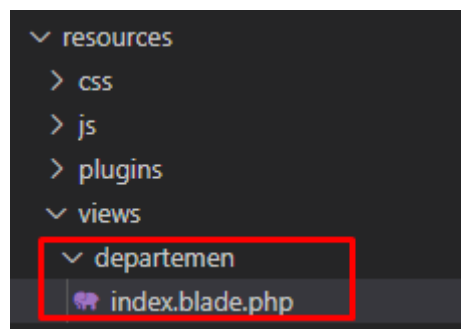 resources
css
js
plugins
views
departemen
index.blade.php